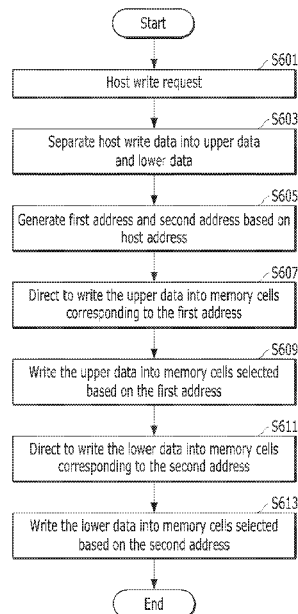 Start
S601
Host write request
S603
Separate host write data into upper data
and lower data
S605
Generate first address and second address based on
host address
S607
Direct to write the upper data into memory cells
corresponding to the first address
S609
Write the upper data into memory cells selected
based on the first address
S611
Direct to write the lower data into memory cells
corresponding to the second address
S613
Write the lower data into memory cells selected
based on the second address
End